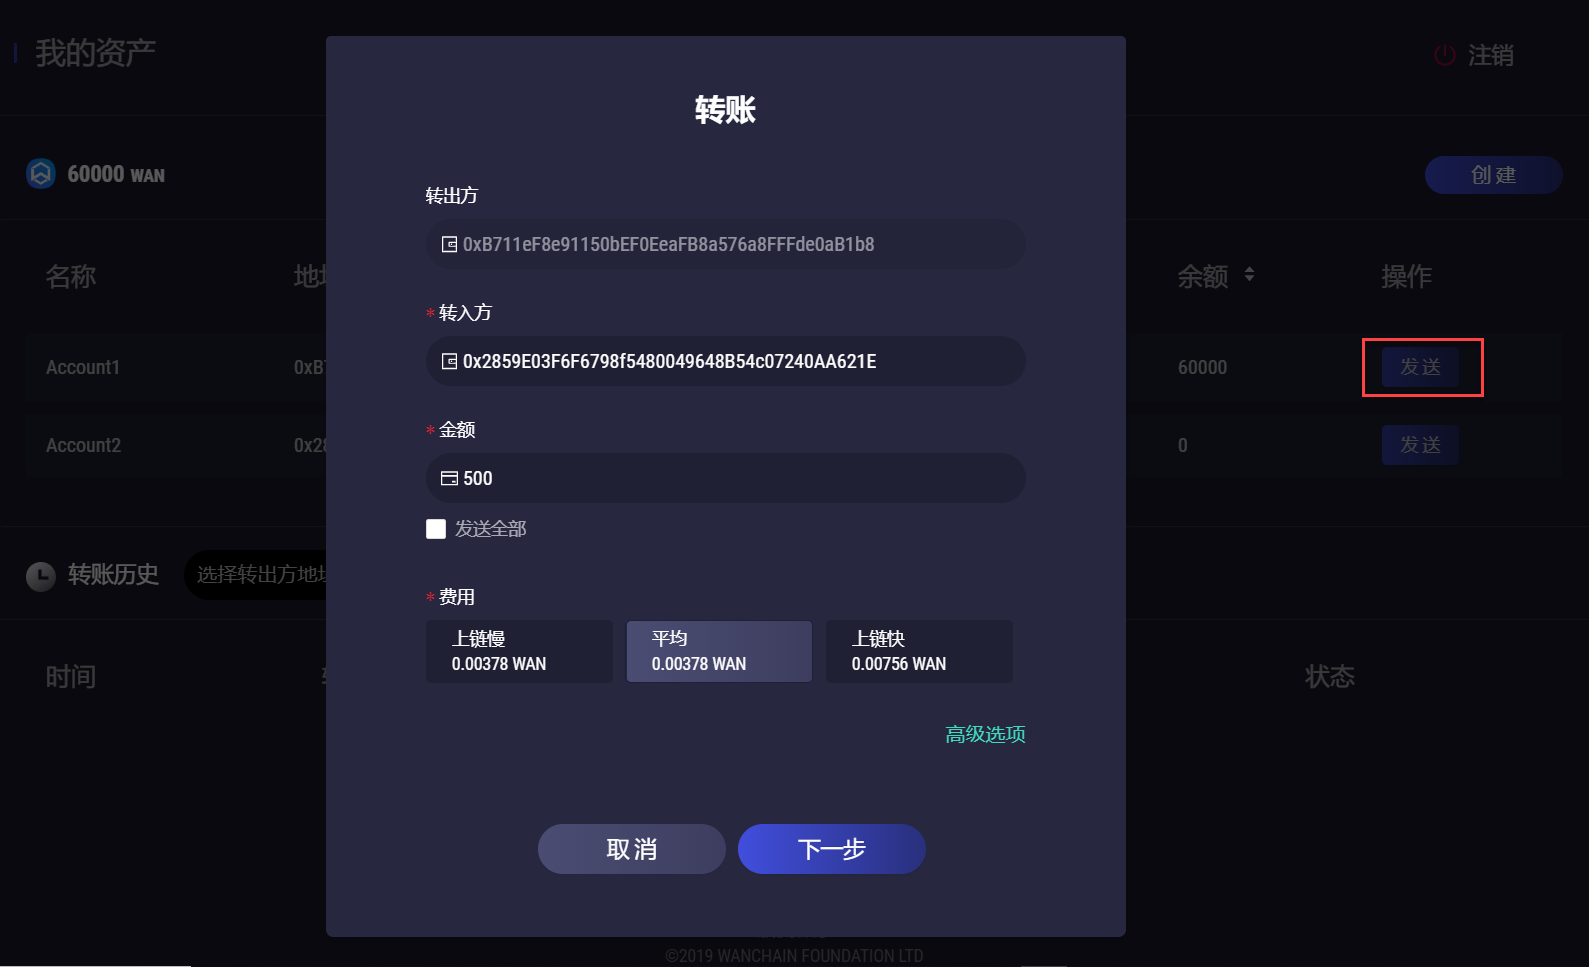 我的资产
注销
60000 WAN
创建
名称
余额
操作
Account1
60000
发送
Account2
0
发送
转账历史
选择转出方地址
时间
状态
转账
转出方
0xB711eF8e91150bEF0EeaFB8a576a8FFFde0aB1b8
* 转入方
0x2859E03F6F6798f5480049648B54c07240AA621E
* 金额
500
发送全部
* 费用
上链慢
0.00378 WAN
平均
0.00378 WAN
上链快
0.00756 WAN
高级选项
取消
下一步
©2019 WANCHAIN FOUNDATION LTD